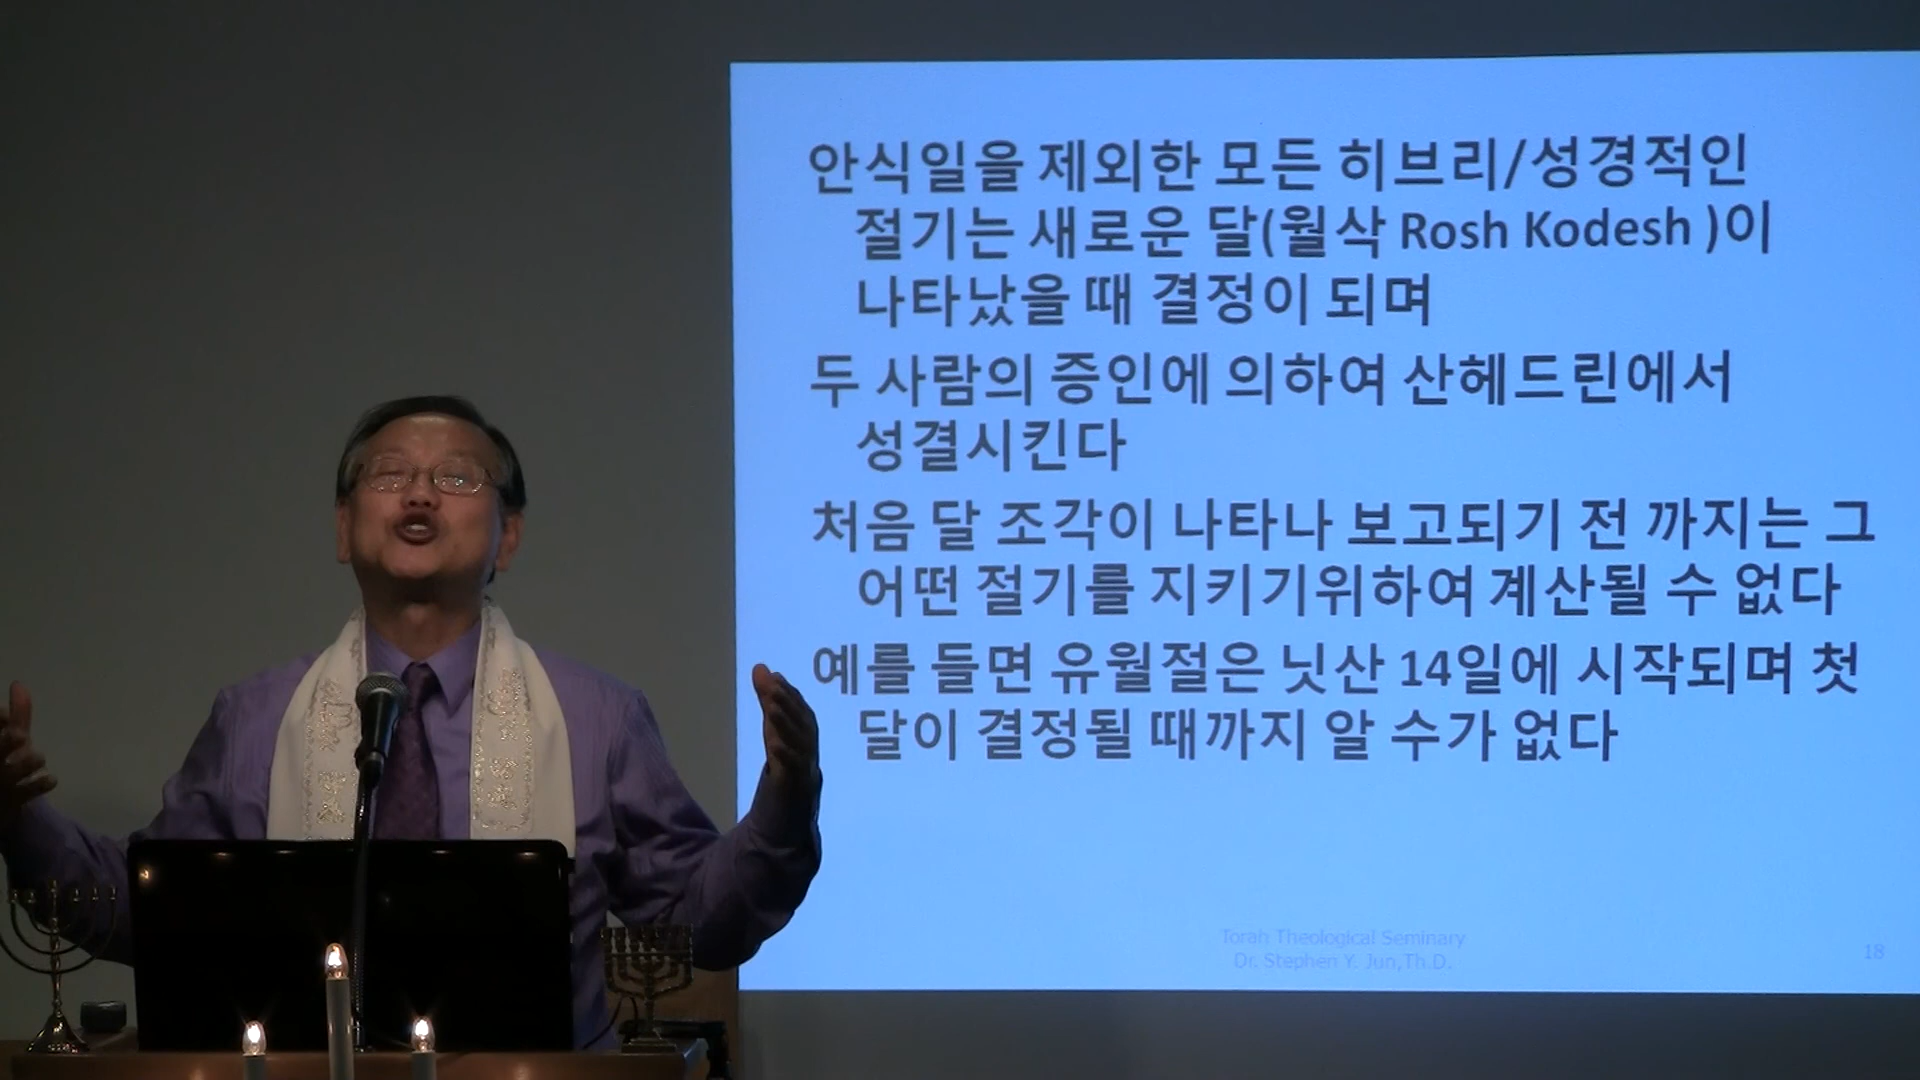 안식일을 제외한 모든 히브리/성경적인
절기는 새로운 달(월삭 Rosh Kodesh )이
나타났을 때 결정이 되며
두 사람의 증인에 의하여 산헤드린에서
성결시킨다
처음 달 조각이 나타나 보고되기 전 까지는 그
어떤 절기를 지키기위하여 계산될 수 없다
예를 들면 유월절은 닛산 14일에 시작되며 첫
달이 결정될 때까지 알 수가 없다
Torah Theological Seminary
Dr. Stephen Y. Jun,Th.D.
18